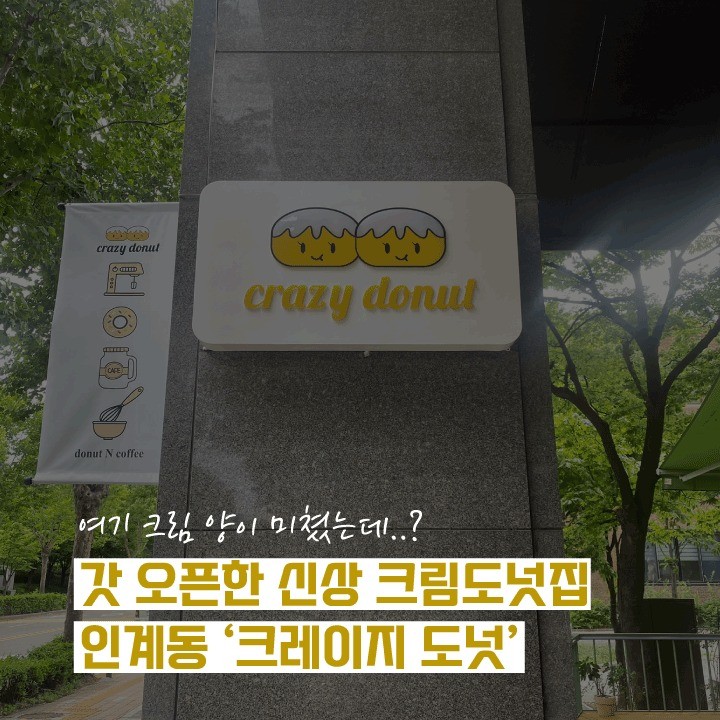 crazy donut
CAFE
donut N coffee
crazy donut
여기 크림 양이 미쳤는데..?
갓 오픈한 신상 크림도넛집
인계동 ‘크레이지 도넛’